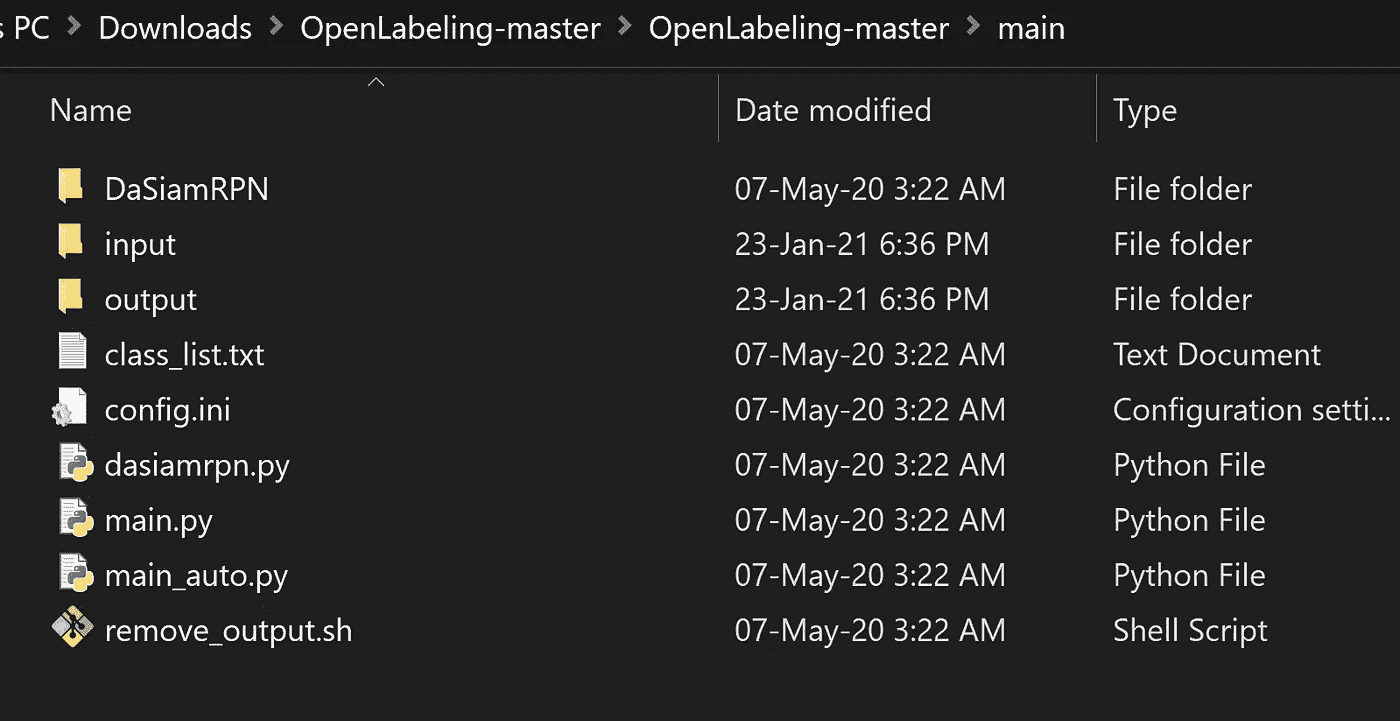 s PC > Downloads > OpenLabeling-master > OpenLabeling-master > main
Name Date modified Type
DaSiamRPN 07-May-20 3:22 AM File folder
input 23-Jan-21 6:36 PM File folder
output 23-Jan-21 6:36 PM File folder
class_list.txt 07-May-20 3:22 AM Text Document
config.ini 07-May-20 3:22 AM Configuration setti...
dasiamrpn.py 07-May-20 3:22 AM Python File
main.py 07-May-20 3:22 AM Python File
main_auto.py 07-May-20 3:22 AM Python File
remove_output.sh 07-May-20 3:22 AM Shell Script